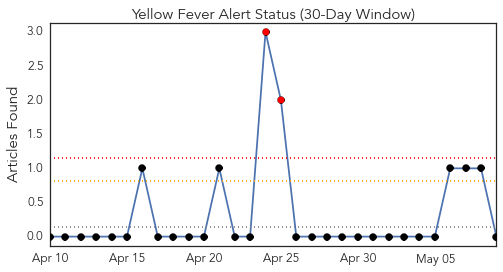 Yellow Fever Alert Status (30-Day Window)
Articles Found
3.0
2.5
2.0
1.5
1.0
0.5
0.0
Apr 10 Apr 15 Apr 20 Apr 25 Apr 30 May 05